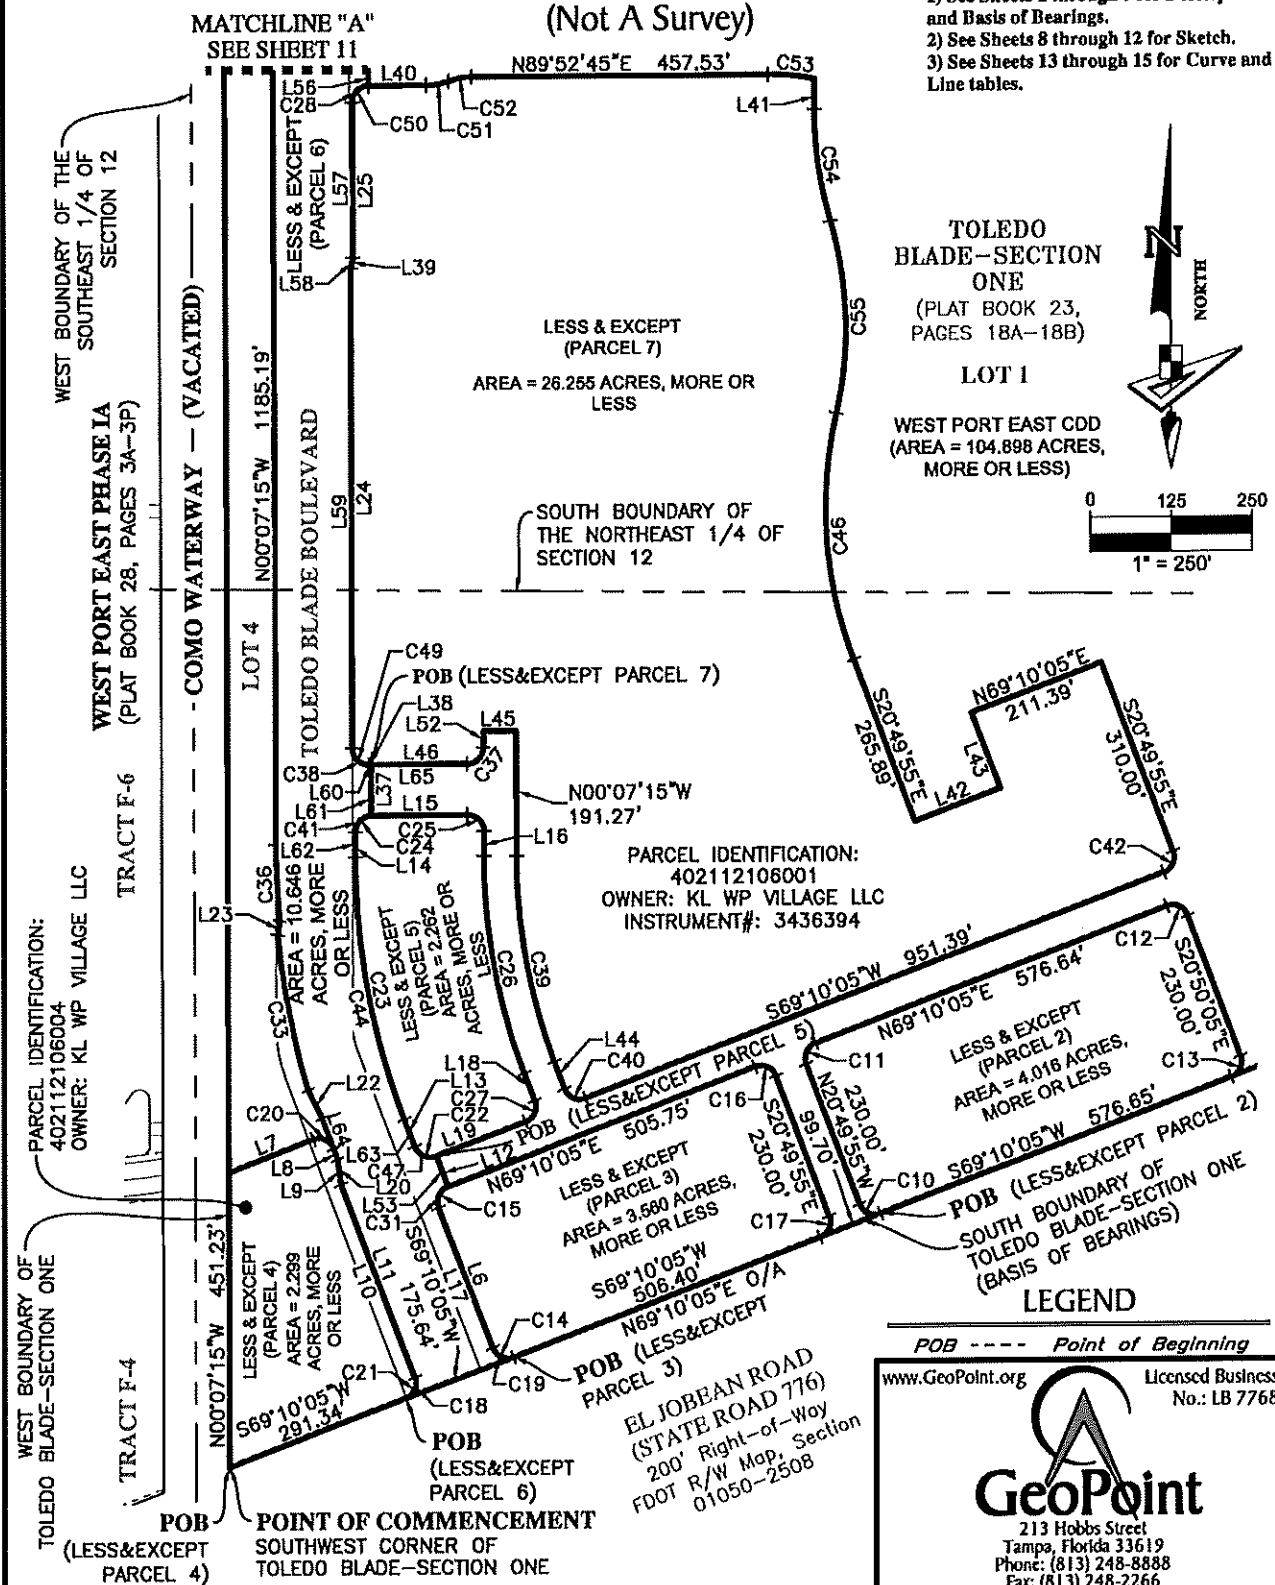 MATCHLINE "A"
SEE SHEET 11
(Not A Survey)
and Basis of Bearings.
2) See Sheets 8 through 12 for Sketch.
3) See Sheets 13 through 15 for Curve and
Line tables.
L56
L40
C28
C50
C51
C52
N89°52'45"E 457.53'
C53
L41
C54
C55
C46
WEST BOUNDARY OF THE
SOUTHEAST 1/4 OF
SECTION 12
LESS & EXCEPT
(PARCEL 6)
L57
L25
L58
L39
L59
L24
TOLEDO
BLADE-SECTION
ONE
(PLAT BOOK 23,
PAGES 18A-18B)
LOT 1
WEST PORT EAST CDD
(AREA = 104.898 ACRES,
MORE OR LESS)
N
NORTH
0 125 250
1" = 250'
LESS & EXCEPT
(PARCEL 7)
AREA = 26.255 ACRES, MORE OR
LESS
SOUTH BOUNDARY OF
THE NORTHEAST 1/4 OF
SECTION 12
WEST PORT EAST PHASE IA
(PLAT BOOK 28, PAGES 3A-3P)
COMO WATERWAY - (VACATED)
N00°07'15"W 1185.19'
LOT 4
TOLEDO BLADE BOULEVARD
TRACT F-6
C49
POB (LESS&EXCEPT PARCEL 7)
L38
L52
L45
L46
C37
C38
L65
L60
L37
L61
L15
C41
C24
C25
L62
L14
L16
N00°07'15"W
191.27'
S20°49'55"E
265.89'
L42
L43
N69°10'05"E
211.39'
S20°49'55"E
310.00'
C42
PARCEL IDENTIFICATION:
402112106001
OWNER: KL WP VILLAGE LLC
INSTRUMENT#: 3436394
C36
L23
AREA = 10.646
ACRES, MORE
OR LESS
C33
C44
C23
LESS & EXCEPT
(PARCEL 5)
AREA = 2.262
ACRES, MORE OR
LESS
C26
C39
S69°10'05"W 951.39'
C12
N69°10'05"E 576.64'
S20°50'05"E
230.00'
C13
LESS & EXCEPT
(PARCEL 2)
AREA = 4.016 ACRES,
MORE OR LESS
C11
N20°49'55"W
230.00'
99.70'
S69°10'05"W 576.65'
C10
POB (LESS&EXCEPT PARCEL 2)
SOUTH BOUNDARY OF
TOLEDO BLADE-SECTION ONE
(BASIS OF BEARINGS)
L44
C40
POB (LESS&EXCEPT PARCEL 5)
L18
L13
C27
C22
L19
L12
C16
N69°10'05"E 505.75'
S20°49'55"E
230.00'
C17
LESS & EXCEPT
(PARCEL 3)
AREA = 3.560 ACRES,
MORE OR LESS
S69°10'05"W
506.40'
N69°10'05"E O/A
POB (LESS&EXCEPT
PARCEL 3)
PARCEL IDENTIFICATION:
402112106004
OWNER: KL WP VILLAGE LLC
L22
C20
L7
L64
L8
L63
L9
C47
L20
L53
C31
C15
S69°10'05"W
175.64'
L6
L17
L11
L10
C14
C19
C18
C21
LESS & EXCEPT
(PARCEL 4)
AREA = 2.299
ACRES, MORE
OR LESS
N00°07'15"W 451.23'
S69°10'05"W
291.34'
WEST BOUNDARY OF
TOLEDO BLADE-SECTION ONE
TRACT F-4
EL JOBEAN ROAD
(STATE ROAD 776)
200' Right-of-Way
FDOT R/W Map, Section
01050-2508
POB
(LESS&EXCEPT
PARCEL 6)
POB
(LESS&EXCEPT
PARCEL 4)
POINT OF COMMENCEMENT
SOUTHWEST CORNER OF
TOLEDO BLADE-SECTION ONE
LEGEND
POB ---- Point of Beginning
www.GeoPoint.org
Licensed Business
No.: LB 7768
GeoPoint
213 Hobbs Street
Tampa, Florida 33619
Phone: (813) 248-8888
Fax: (813) 248-2266